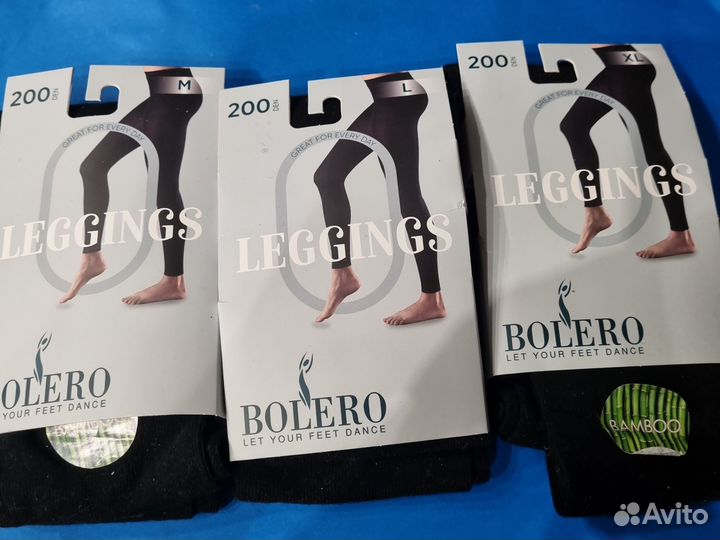 200 DEN
M
GREAT FOR EVERY DAY
LEGGINGS
BOLERO
YOUR FEET DANCE
200 DEN
L
GREAT FOR EVERY DAY
LEGGINGS
BOLERO
LET YOUR FEET DANCE
200 DEN
XL
GREAT FOR EVERY DAY
LEGGINGS
BOLERO
LET YOUR FEET DANCE
BAMBOO
Avito